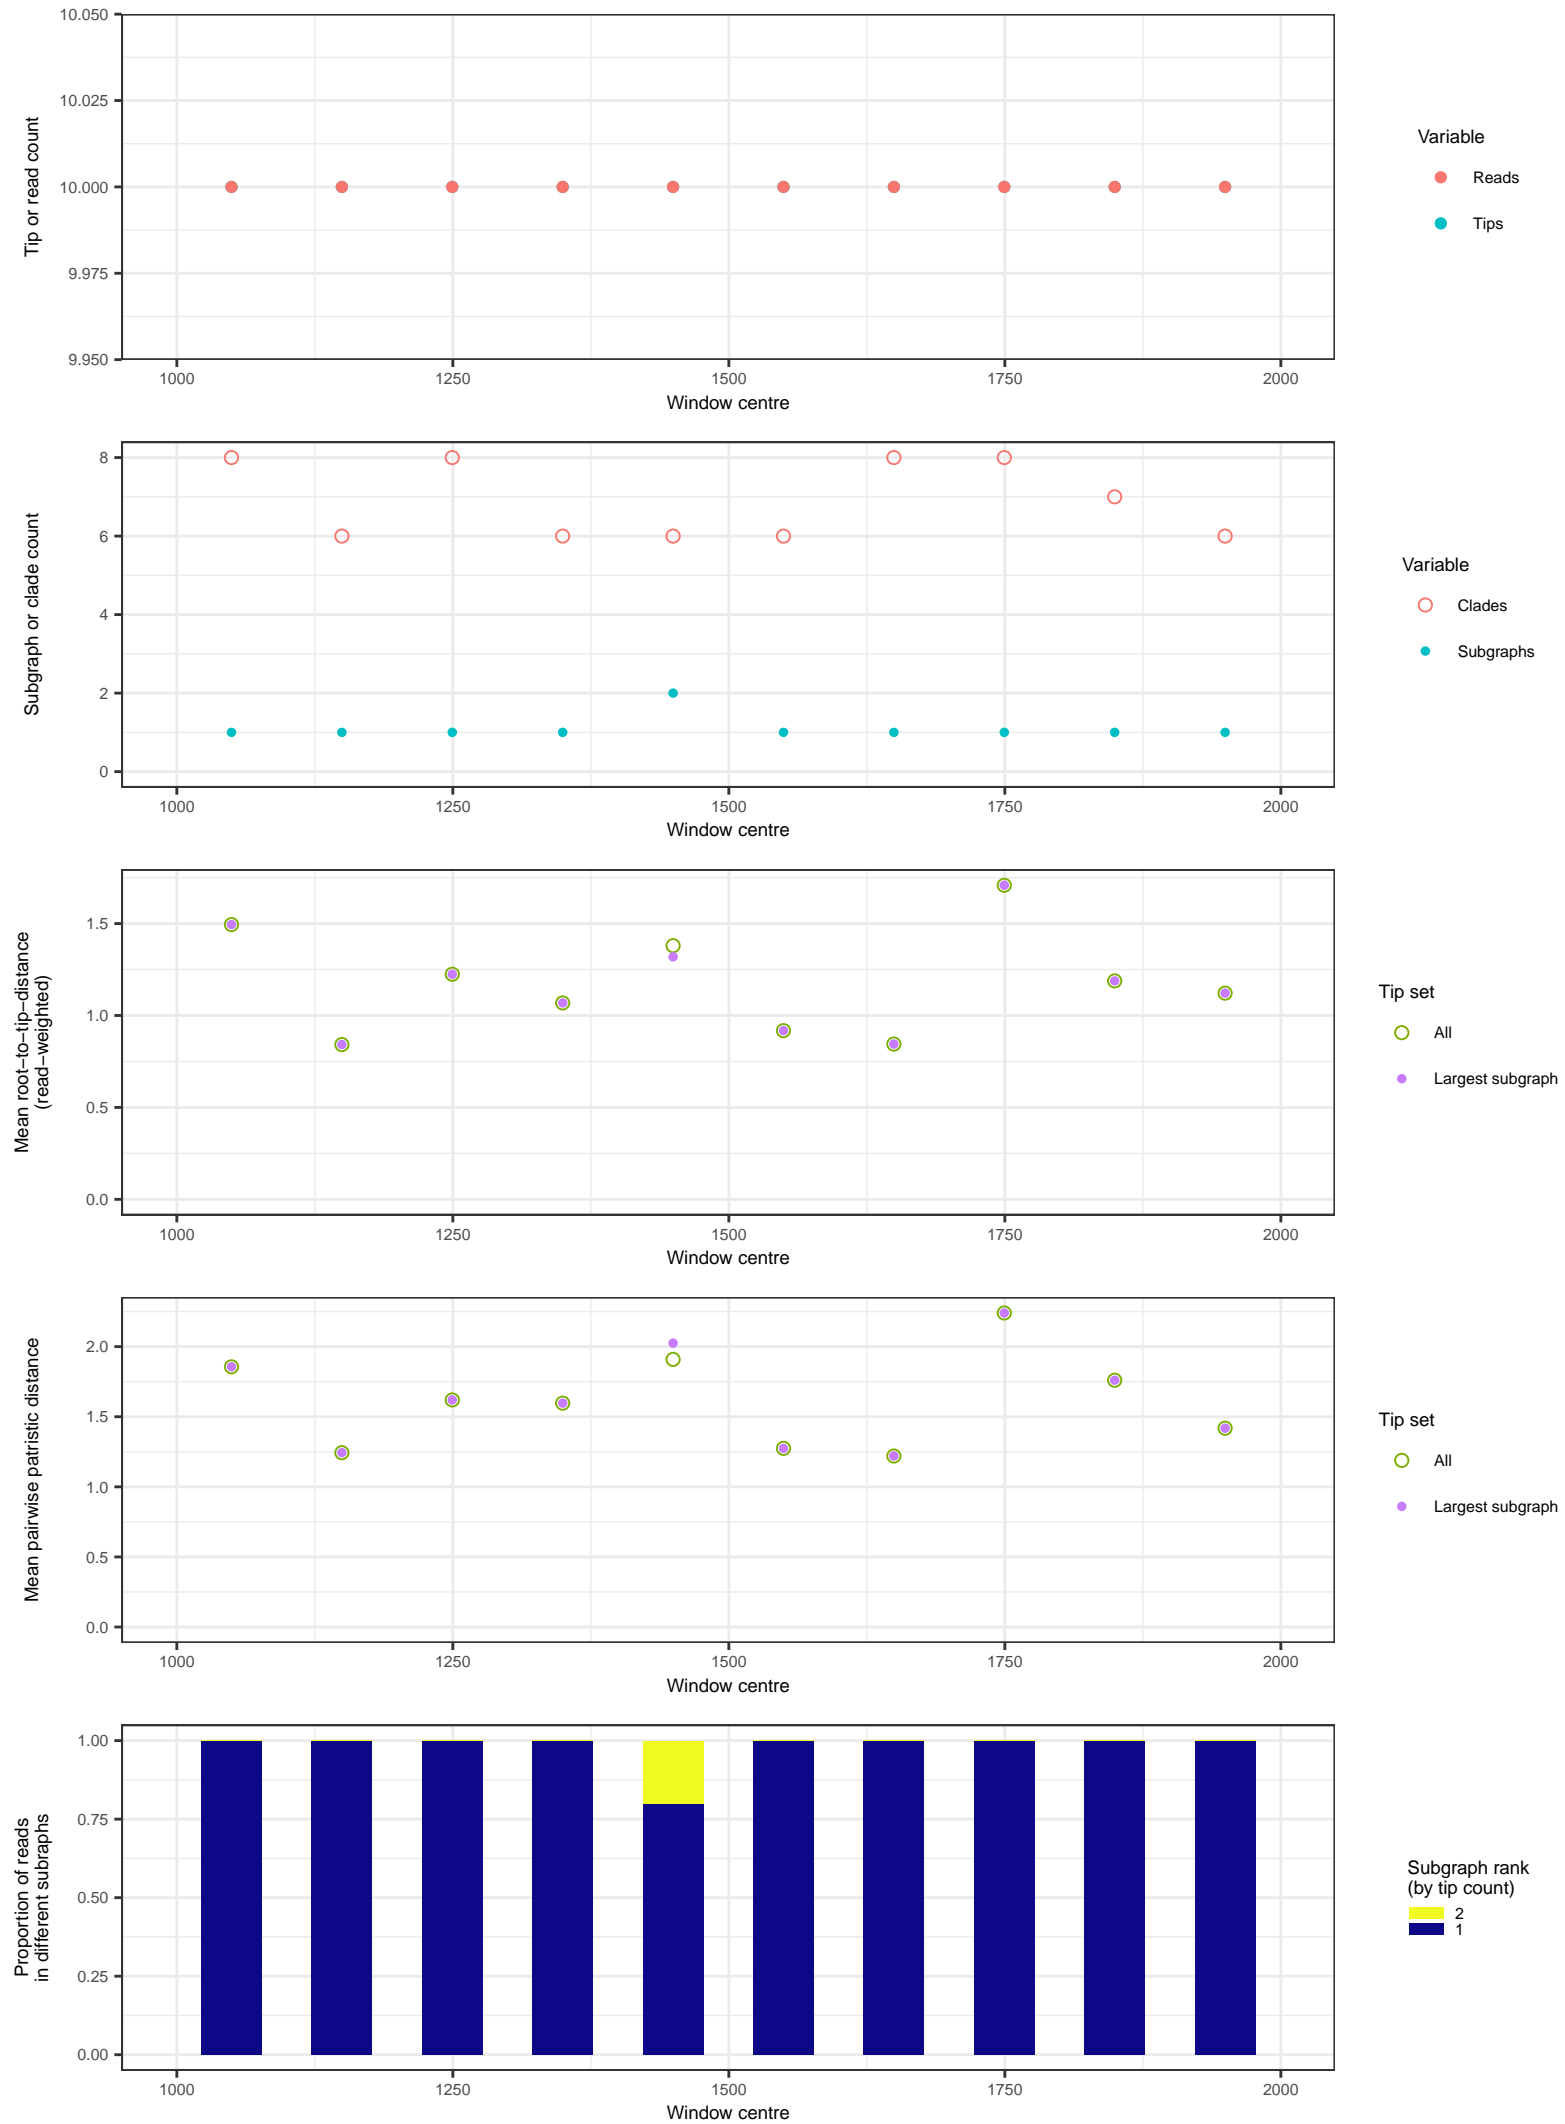 10.050
10.025
10.000
9.975
9.950
Tip or read count
1000 1250 1500 1750 2000
Window centre
Variable
Reads
Tips
8
6
4
2
0
Subgraph or clade count
1000 1250 1500 1750 2000
Window centre
Variable
Clades
Subgraphs
1.5
1.0
0.5
0.0
Mean root−to−tip−distance
(read−weighted)
1000 1250 1500 1750 2000
Window centre
Tip set
All
Largest subgraph
2.0
1.5
1.0
0.5
0.0
Mean pairwise patristic distance
1000 1250 1500 1750 2000
Window centre
Tip set
All
Largest subgraph
1.00
0.75
0.50
0.25
0.00
Proportion of reads
in different subraphs
1000 1250 1500 1750 2000
Window centre
Subgraph rank
(by tip count)
2
1